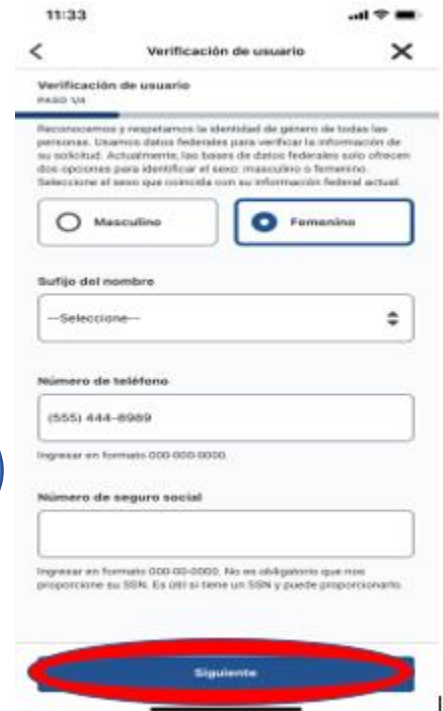 11:33
Verificación de usuario
Verificación de usuario
PASO 1/4
Reconocemos y respetamos la identidad de género de todas las
personas. Usamos datos federales para verificar la información de
su solicitud. Actualmente, las bases de datos federales solo ofrecen
dos opciones para identificar el sexo: masculino o femenino.
Seleccione el sexo que coincida con su información federal actual.
Masculino
Femenino
Sufijo del nombre
--Seleccione--
Número de teléfono
(555) 444-8989
Ingresar en formato 000-000-0000.
Número de seguro social
Ingresar en formato 000-00-0000. No es obligatorio que nos
proporcione su SSN. Es útil si tiene un SSN y puede proporcionarlo.
Siguiente